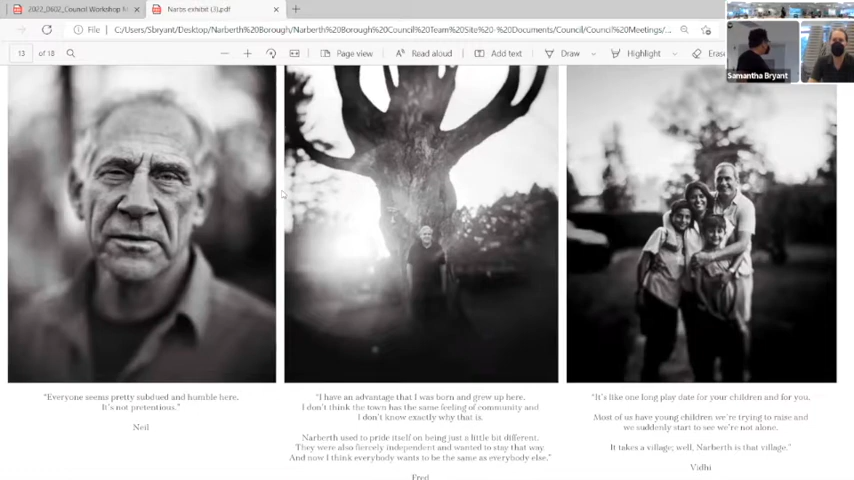 2022_0602_Council Workshop M
Narbs exhibit (3).pdf
File
C:/Users/Sbryant/Desktop/Narberth%20Borough/Narberth%20Borough%20Council%20Team%20Site%20-%20Documents/Council/Council%20Meetings/...
13 of 18
Page view
Read aloud
Add text
Draw
Highlight
Erase
Samantha Bryant
"Everyone seems pretty subdued and humble here.
It's not pretentious."
Neil
"I have an advantage that I was born and grew up here.
I don't think the town has the same feeling of community and
I don't know exactly why that is.
Narberth used to pride itself on being just a little bit different.
They were also fiercely independent and wanted to stay that way.
And now I think everybody wants to be the same as everybody else."
Fred
"It's like one long play date for your children and for you.
Most of us have young children we're trying to raise and
we suddenly start to see we're not alone.
It takes a village; well, Narberth is that village."
Vidhi